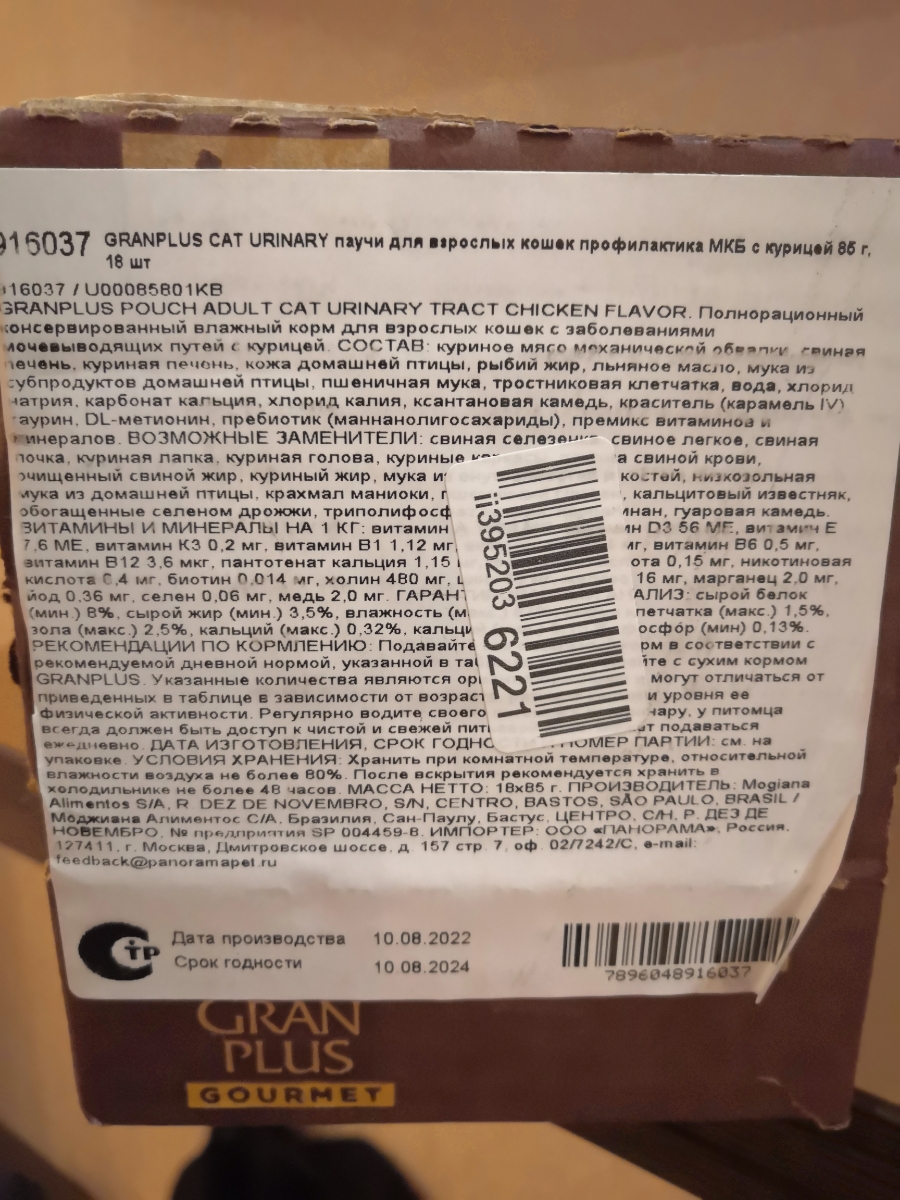 916037 GRANPLUS CAT URINARY паучи для взрослых кошек профилактика МКБ с курицей 85 г,
18 шт
16037 / U00085801KB
GRANPLUS POUCH ADULT CAT URINARY TRACT CHICKEN FLAVOR. Полнорационный
консервированный влажный корм для взрослых кошек с заболеваниями
мочевыводящих путей с курицей. СОСТАВ: куриное мясо механической обвалки, свиная
печень, куриная печень, кожа домашней птицы, рыбий жир, льняное масло, мука из
субпродуктов домашней птицы, пшеничная мука, тростниковая клетчатка, вода, хлорид
натрия, карбонат кальция, хлорид калия, ксантановая камедь, краситель (карамель IV)
таурин, DL-метионин, пребиотик (маннанолигосахариды), премикс витаминов и
минералов. ВОЗМОЖНЫЕ ЗАМЕНИТЕЛИ: свиная селезенка, свиное легкое, свиная
почка, куриная лапка, куриная голова, куриные свиной крови,
очищенный свиной жир, куриный жир, мука из костей, низкозольная
мука из домашней птицы, крахмал маниоки, кальцитовый известняк,
обогащенные селеном дрожжи, гуаровая камедь.
ВИТАМИНЫ И МИНЕРАЛЫ НА 1 КГ: витамин D3 56 МЕ, витамин Е
7,6 МЕ, витамин К3 0,2 мг, витамин В1 1,12 мг, мг, витамин В6 0,5 мг,
витамин В12 3,6 мкг, пантотенат кальция 1,15 0,15 мг, никотиновая
кислота 0,4 мг, биотин 0,014 мг, холин 480 мг, 16 мг, марганец 2,0 мг,
йод 0,36 мг, селен 0,06 мг, медь 2,0 мг. сырой белок
(мин.) 8%, сырой жир (мин.) 3,5%, влажность клетчатка (макс.) 1,5%,
зола (макс.) 2,5%, кальций (макс.) 0,32%, фосфор (мин) 0,13%.
РЕКОМЕНДАЦИИ ПО КОРМЛЕНИЮ: Подавайте в соответствии с
рекомендуемой дневной нормой, указанной в с сухим кормом
GRANPLUS. Указанные количества являются могут отличаться от
приведенных в таблице в зависимости от и уровня ее
физической активности. Регулярно водите своего у питомца
всегда должен быть доступ к чистой и свежей подаваться
ежедневно. ДАТА ИЗГОТОВЛЕНИЯ, СРОК НОМЕР ПАРТИИ: см. на
упаковке. УСЛОВИЯ ХРАНЕНИЯ: Хранить при комнатной температуре, относительной
влажности воздуха не более 80%. После вскрытия рекомендуется хранить в
холодильнике не более 48 часов. МАССА НЕТТО: 18х85 г. ПРОИЗВОДИТЕЛЬ: Mogiana
Alimentos S/A, R DEZ DE NOVEMBRO, S/N, CENTRO, BASTOS, SÃO PAULO, BRASIL /
Моджиана Алиментос С/А, Бразилия, Сан-Паулу, Бастус, ЦЕНТРО, С/Н, Р. ДЕЗ ДЕ
НОВЕМБРО, № предприятия SP 004459-8. ИМПОРТЕР: ООО «ПАНОРАМА», Россия,
127411, г. Москва, Дмитровское шоссе, д. 157 стр. 7, оф. 02/7242/С, e-mail:
feedback@panoramapet.ru
ii395203 6221
Дата производства 10.08.2022
Срок годности 10.08.2024
7896048916037
GRAN
PLUS
GOURMET